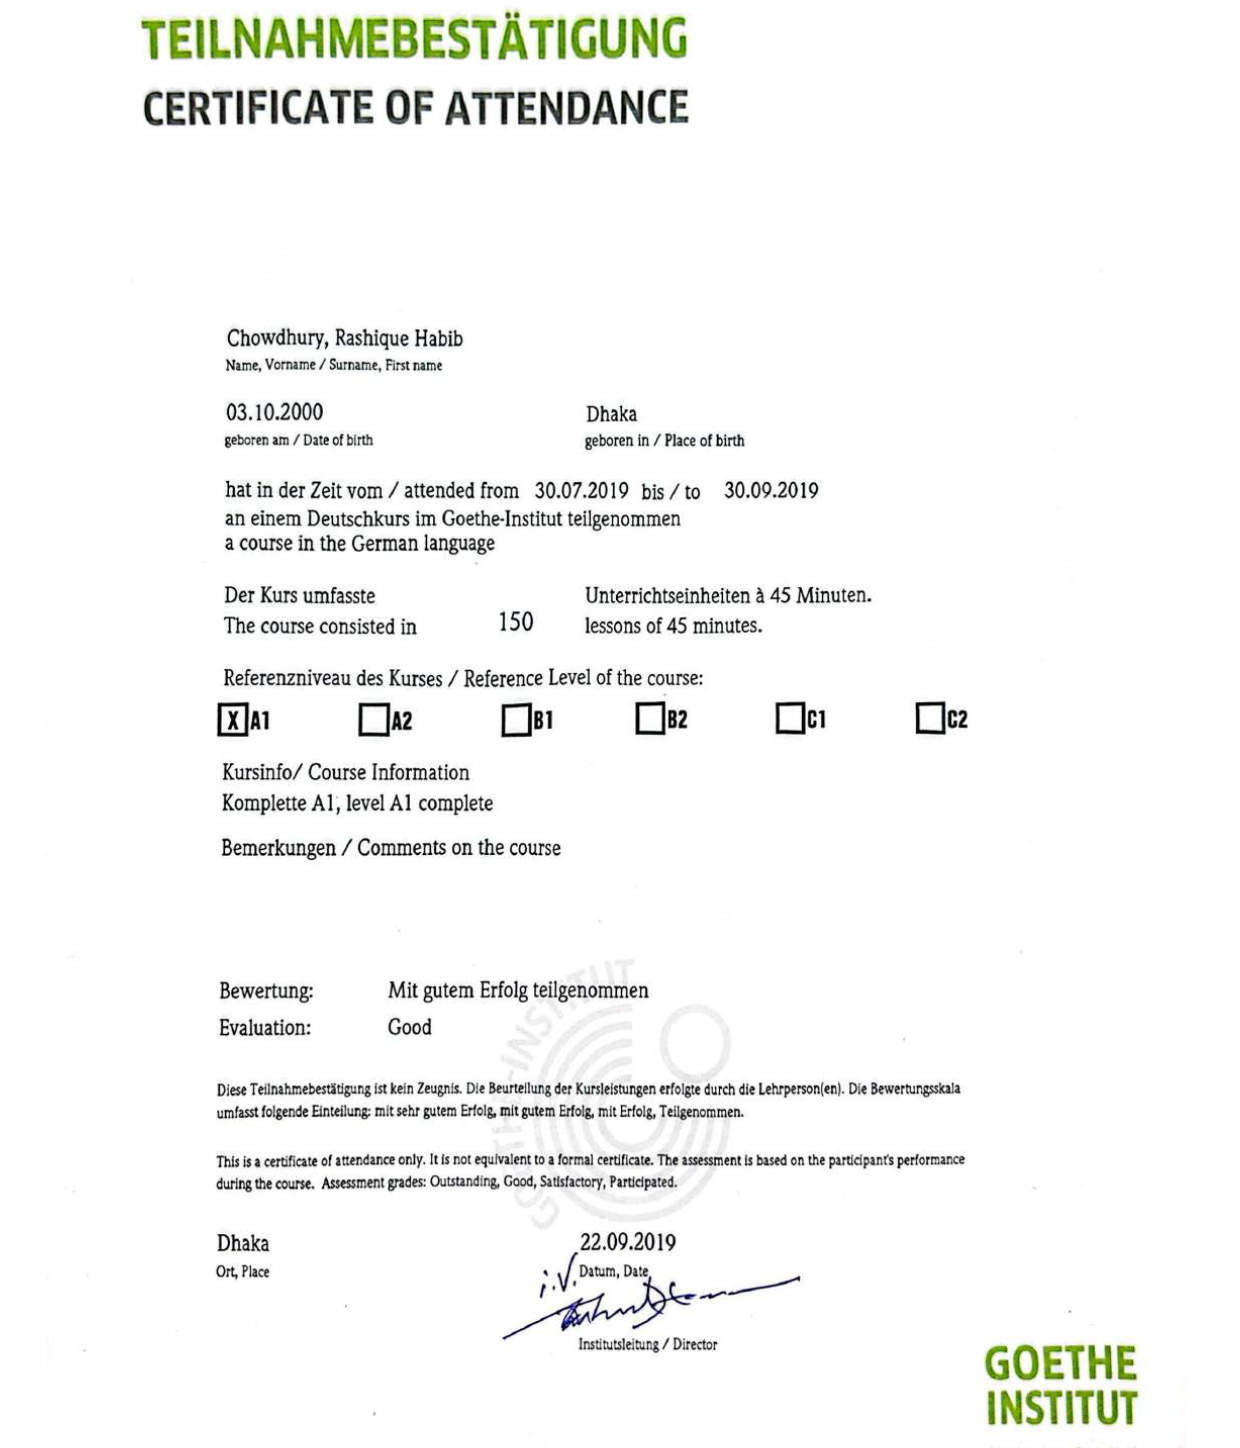 TEILNAHMEBESTÄTIGUNG
CERTIFICATE OF ATTENDANCE
Chowdhury, Rashique Habib
Name, Vorname / Surname, First name
03.10.2000 Dhaka
geboren am / Date of birth geboren in / Place of birth
hat in der Zeit vom / attended from 30.07.2019 bis / to 30.09.2019
an einem Deutschkurs im Goethe-Institut teilgenommen
a course in the German language
Der Kurs umfasste Unterrichtseinheiten à 45 Minuten.
The course consisted in 150 lessons of 45 minutes.
Referenzniveau des Kurses / Reference Level of the course:
X A1 A2 B1 B2 C1 C2
Kursinfo/ Course Information
Komplette A1, level A1 complete
Bemerkungen / Comments on the course
GOETHE-INSTITUT
Bewertung: Mit gutem Erfolg teilgenommen
Evaluation: Good
Diese Teilnahmebestätigung ist kein Zeugnis. Die Beurteilung der Kursleistungen erfolgte durch die Lehrperson(en). Die Bewertungsskala
umfasst folgende Einteilung: mit sehr gutem Erfolg, mit gutem Erfolg, mit Erfolg, Teilgenommen.
This is a certificate of attendance only. It is not equivalent to a formal certificate. The assessment is based on the participant's performance
during the course. Assessment grades: Outstanding, Good, Satisfactory, Participated.
Dhaka 22.09.2019
Ort, Place i.V. Datum, Date
Institutsleitung / Director
GOETHE
INSTITUT